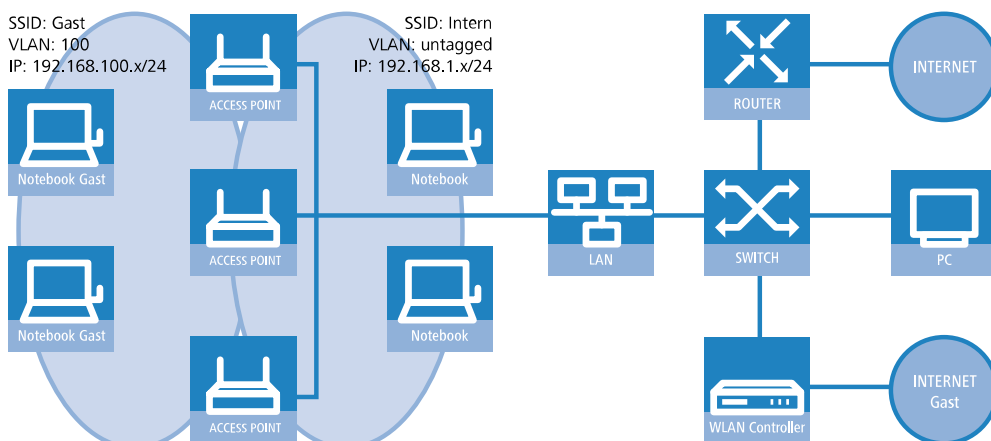 SSID: Gast
VLAN: 100
IP: 192.168.100.x/24
SSID: Intern
VLAN: untagged
IP: 192.168.1.x/24
ACCESS POINT
ROUTER
INTERNET
Notebook Gast
Notebook
ACCESS POINT
LAN
SWITCH
PC
Notebook Gast
Notebook
ACCESS POINT
WLAN Controller
INTERNET
Gast